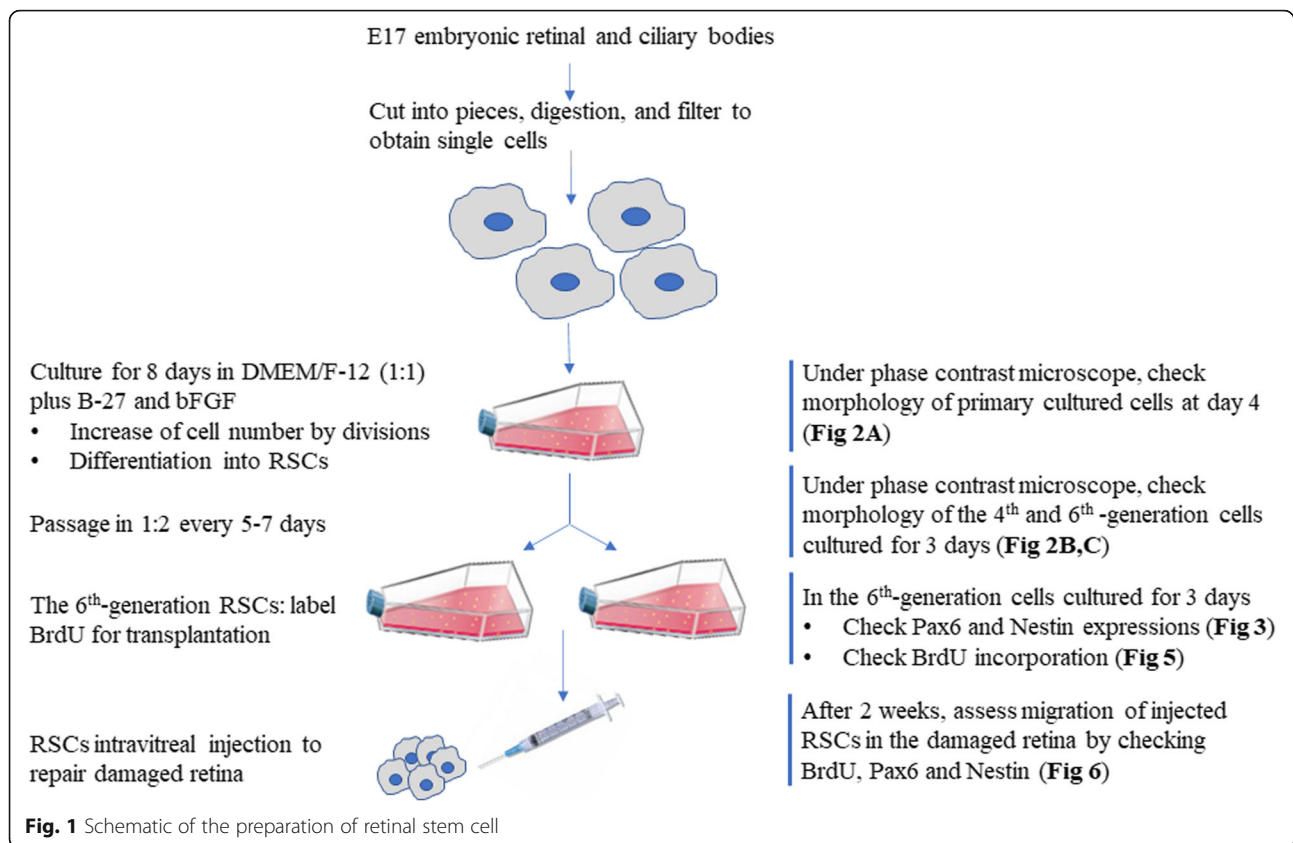 E17 embryonic retinal and ciliary bodies
Cut into pieces, digestion, and filter to
obtain single cells
Culture for 8 days in DMEM/F-12 (1:1)
plus B-27 and bFGF
• Increase of cell number by divisions
• Differentiation into RSCs
Under phase contrast microscope, check
morphology of primary cultured cells at day 4
(Fig 2A)
Passage in 1:2 every 5-7 days
Under phase contrast microscope, check
morphology of the 4th and 6th -generation cells
cultured for 3 days (Fig 2B,C)
The 6th-generation RSCs: label
BrdU for transplantation
In the 6th-generation cells cultured for 3 days
• Check Pax6 and Nestin expressions (Fig 3)
• Check BrdU incorporation (Fig 5)
RSCs intravitreal injection to
repair damaged retina
After 2 weeks, assess migration of injected
RSCs in the damaged retina by checking
BrdU, Pax6 and Nestin (Fig 6)
Fig. 1 Schematic of the preparation of retinal stem cell